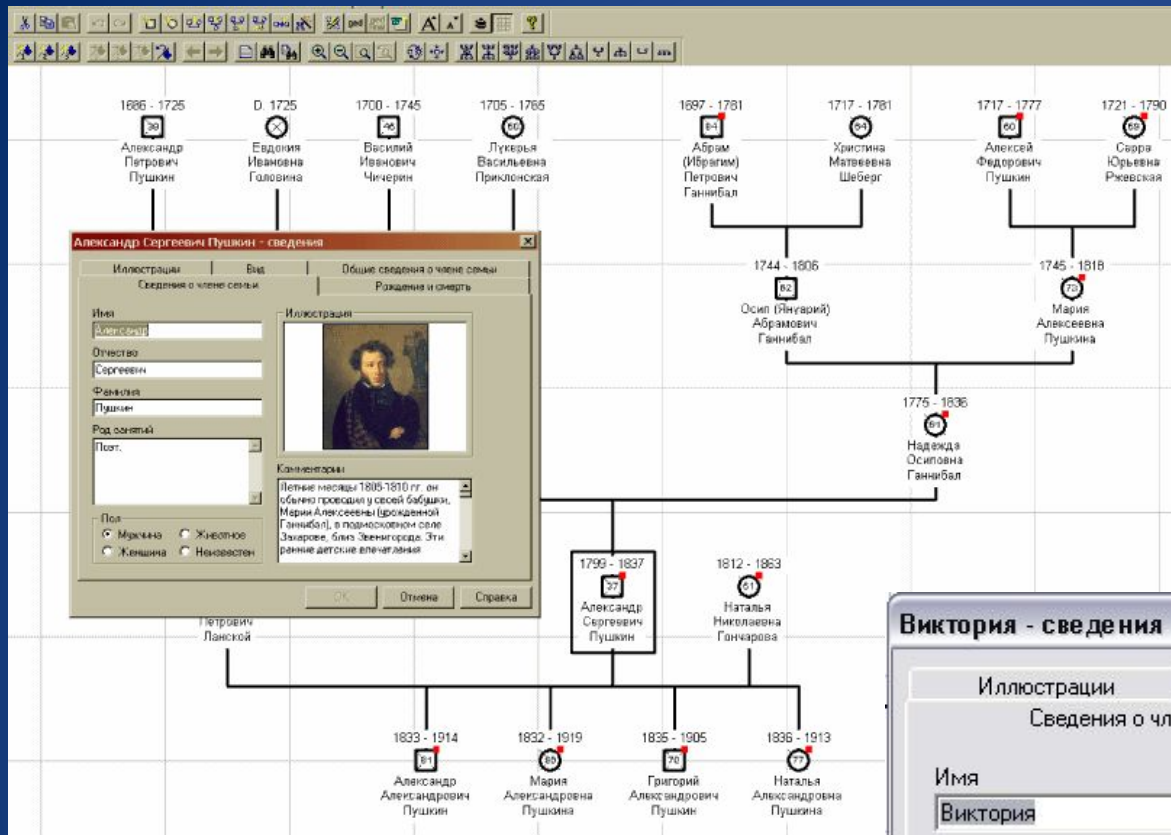 1686 - 1725
D. 1725
1700 - 1745
1705 - 1765
1697 - 1781
1717 - 1781
1717 - 1777
1721 - 1790
39
46
60
84
64
60
69
Александр
Петрович
Пушкин
Евдокия
Ивановна
Головина
Василий
Иванович
Чичерин
Лукерья
Васильевна
Приклонская
Абрам
(Ибрагим)
Петрович
Ганнибал
Христина
Матвеевна
Шеберг
Алексей
Федорович
Пушкин
Сарра
Юрьевна
Ржевская
1744 - 1806
62
Осип (Януарий)
Абрамович
Ганнибал
1745 - 1818
73
Мария
Алексеевна
Пушкина
1775 - 1836
61
Надежда
Осиповна
Ганнибал
Александр Сергеевич Пушкин - сведения
Иллюстрации
Вид
Общие сведения о члене семьи
Сведения о члене семьи
Рождение и смерть
Имя
Александр
Отчество
Сергеевич
Фамилия
Пушкин
Род занятий
Поэт.
Пол
Мужчина
Животное
Женщина
Неизвестен
Иллюстрация
Комментарии
Летние месяцы 1805-1810 гг. он
обычно проводил у своей бабушки,
Марии Алексеевны (урожденной
Ганнибал), в подмосковном селе
Захарове, близ Звенигорода. Эти
ранние детские впечатления
OK
Отмена
Справка
Петрович
Ланской
1799 - 1837
37
Александр
Сергеевич
Пушкин
1812 - 1863
51
Наталья
Николаевна
Гончарова
1833 - 1914
81
Александр
Александрович
Пушкин
1832 - 1919
Мария
Александровна
Пушкина
1835 - 1905
70
Григорий
Александрович
Пушкин
1836 - 1913
77
Наталья
Александровна
Пушкина
Виктория - сведения
Иллюстрации
Сведения о чл
Имя
Виктория